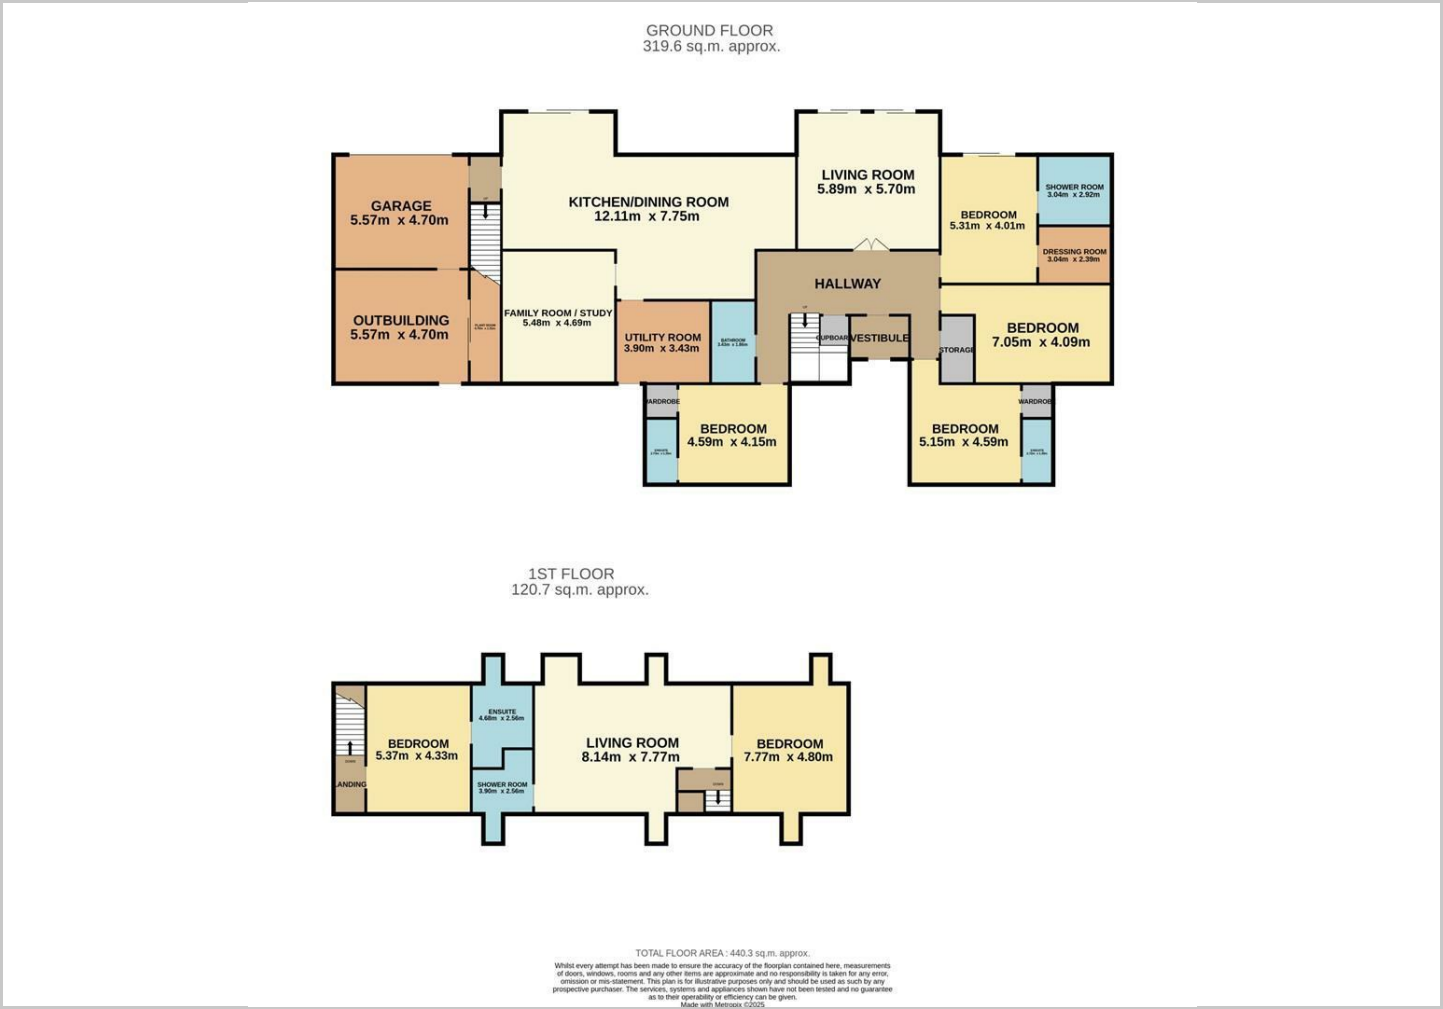 GROUND FLOOR
319.6 sq.m. approx.
GARAGE
5.57m x 4.70m
UP
KITCHEN/DINING ROOM
12.11m x 7.75m
LIVING ROOM
5.89m x 5.70m
BEDROOM
5.31m x 4.01m
SHOWER ROOM
3.04m x 2.92m
DRESSING ROOM
3.04m x 2.39m
OUTBUILDING
5.57m x 4.70m
PLANT ROOM
FAMILY ROOM / STUDY
5.48m x 4.69m
UTILITY ROOM
3.90m x 3.43m
BATHROOM
HALLWAY
UP
CUPBOARD
VESTIBULE
STORAGE
BEDROOM
7.05m x 4.09m
WARDROBE
BEDROOM
4.59m x 4.15m
ENSUITE
BEDROOM
5.15m x 4.59m
WARDROBE
ENSUITE
1ST FLOOR
120.7 sq.m. approx.
DOWN
LANDING
BEDROOM
5.37m x 4.33m
ENSUITE
4.68m x 2.56m
SHOWER ROOM
3.90m x 2.56m
LIVING ROOM
8.14m x 7.77m
DOWN
BEDROOM
7.77m x 4.80m
TOTAL FLOOR AREA : 440.3 sq.m. approx.
Whilst every attempt has been made to ensure the accuracy of the floorplan contained here, measurements
of doors, windows, rooms and any other items are approximate and no responsibility is taken for any error,
omission or mis-statement. This plan is for illustrative purposes only and should be used as such by any
prospective purchaser. The services, systems and appliances shown have not been tested and no guarantee
as to their operability or efficiency can be given.
Made with Metropix ©2025